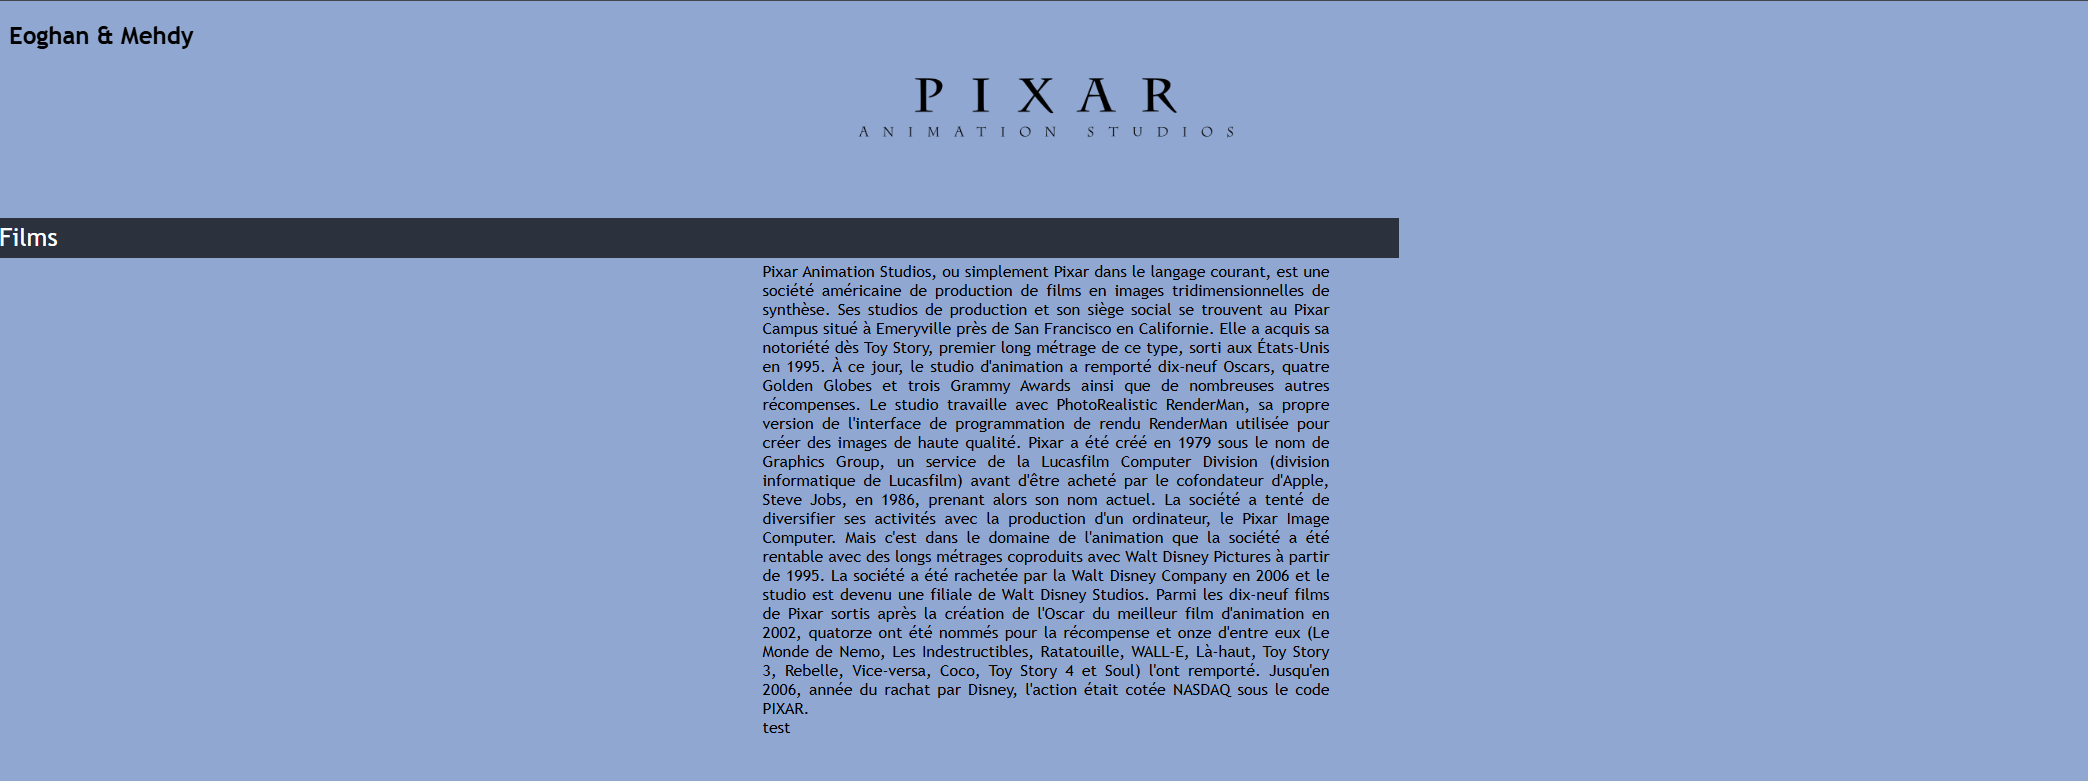 Eoghan & Mehdy
PIXAR
ANIMATION STUDIOS
Films
Pixar Animation Studios, ou simplement Pixar dans le langage courant, est une
société américaine de production de films en images tridimensionnelles de
synthèse. Ses studios de production et son siège social se trouvent au Pixar
Campus situé à Emeryville près de San Francisco en Californie. Elle a acquis sa
notoriété dès Toy Story, premier long métrage de ce type, sorti aux États-Unis
en 1995. À ce jour, le studio d'animation a remporté dix-neuf Oscars, quatre
Golden Globes et trois Grammy Awards ainsi que de nombreuses autres
récompenses. Le studio travaille avec PhotoRealistic RenderMan, sa propre
version de l'interface de programmation de rendu RenderMan utilisée pour
créer des images de haute qualité. Pixar a été créé en 1979 sous le nom de
Graphics Group, un service de la Lucasfilm Computer Division (division
informatique de Lucasfilm) avant d'être acheté par le cofondateur d'Apple,
Steve Jobs, en 1986, prenant alors son nom actuel. La société a tenté de
diversifier ses activités avec la production d'un ordinateur, le Pixar Image
Computer. Mais c'est dans le domaine de l'animation que la société a été
rentable avec des longs métrages coproduits avec Walt Disney Pictures à partir
de 1995. La société a été rachetée par la Walt Disney Company en 2006 et le
studio est devenu une filiale de Walt Disney Studios. Parmi les dix-neuf films
de Pixar sortis après la création de l'Oscar du meilleur film d'animation en
2002, quatorze ont été nommés pour la récompense et onze d'entre eux (Le
Monde de Nemo, Les Indestructibles, Ratatouille, WALL-E, Là-haut, Toy Story
3, Rebelle, Vice-versa, Coco, Toy Story 4 et Soul) l'ont remporté. Jusqu'en
2006, année du rachat par Disney, l'action était cotée NASDAQ sous le code
PIXAR.
test